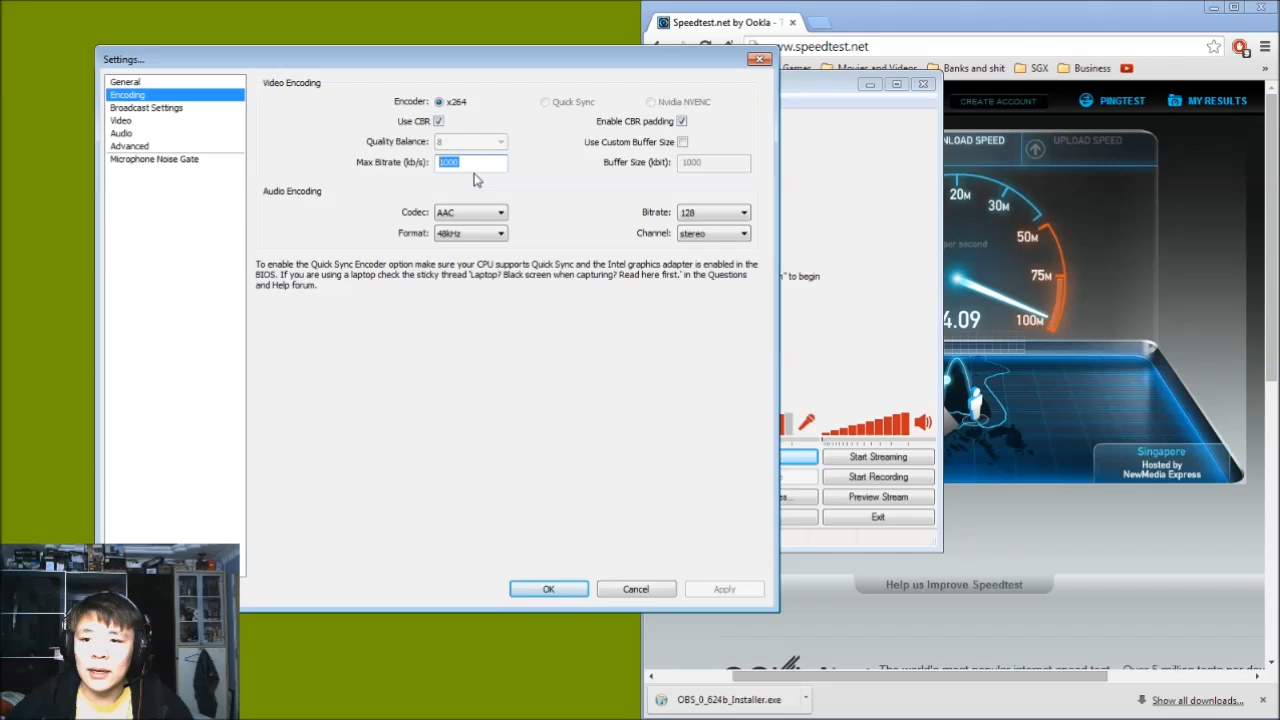 Speedtest.net by Ookla - T
ww.speedtest.net
Games
Movies and Videos
Banks and shit
SGX
Business
CREATE ACCOUNT
PINGTEST
MY RESULTS
NLOAD SPEED
UPLOAD SPEED
20M
30M
50M
75M
100M
per second
4.09
Singapore
Hosted by
NewMedia Express
Help us Improve Speedtest
Settings...
General
Encoding
Broadcast Settings
Video
Audio
Advanced
Microphone Noise Gate
Video Encoding
Encoder: x264 Quick Sync Nvidia NVENC
Use CBR Enable CBR padding
Quality Balance: 8 Use Custom Buffer Size
Max Bitrate (kb/s): 1000 Buffer Size (kbit): 1000
Audio Encoding
Codec: AAC Bitrate: 128
Format: 48kHz Channel: stereo
To enable the Quick Sync Encoder option make sure your CPU supports Quick Sync and the Intel graphics adapter is enabled in the
BIOS. If you are using a laptop check the sticky thread 'Laptop? Black screen when capturing? Read here first.' in the Questions
and Help forum.
OK Cancel Apply
" to begin
Start Streaming
Start Recording
Preview Stream
Exit
OBS_0_624b_Installer.exe
Show all downloads...